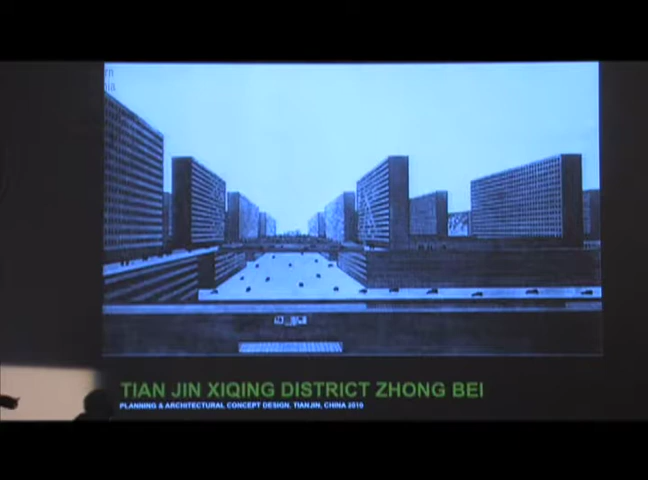 TIAN JIN XIQING DISTRICT ZHONG BEI
PLANNING & ARCHITECTURAL CONCEPT DESIGN, TIANJIN, CHINA 2010